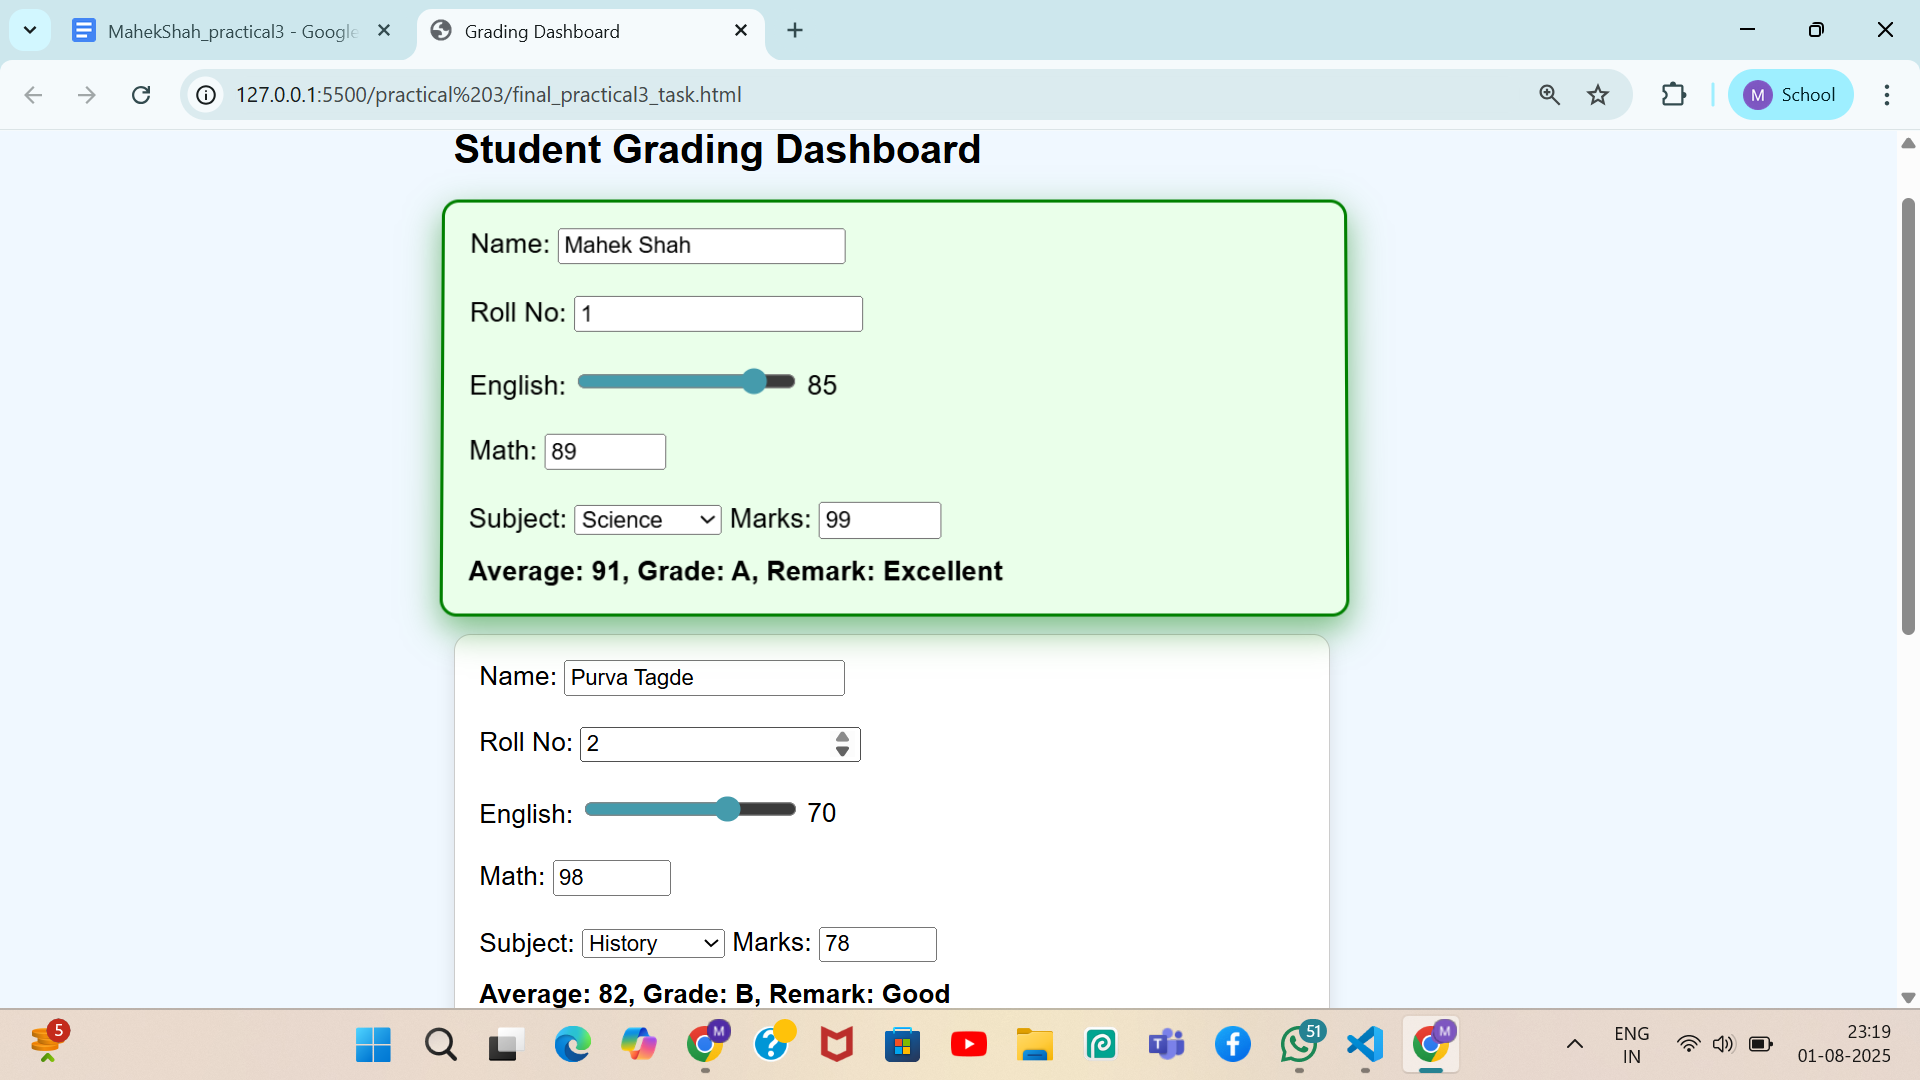 MahekShah_practical3 - Google
Grading Dashboard
127.0.0.1:5500/practical%203/final_practical3_task.html
M School
Student Grading Dashboard
Name: Mahek Shah
Roll No: 1
English: 85
Math: 89
Subject: Science Marks: 99
Average: 91, Grade: A, Remark: Excellent
Name: Purva Tagde
Roll No: 2
English: 70
Math: 98
Subject: History Marks: 78
Average: 82, Grade: B, Remark: Good
5
M
51
M
ENG
IN
23:19
01-08-2025